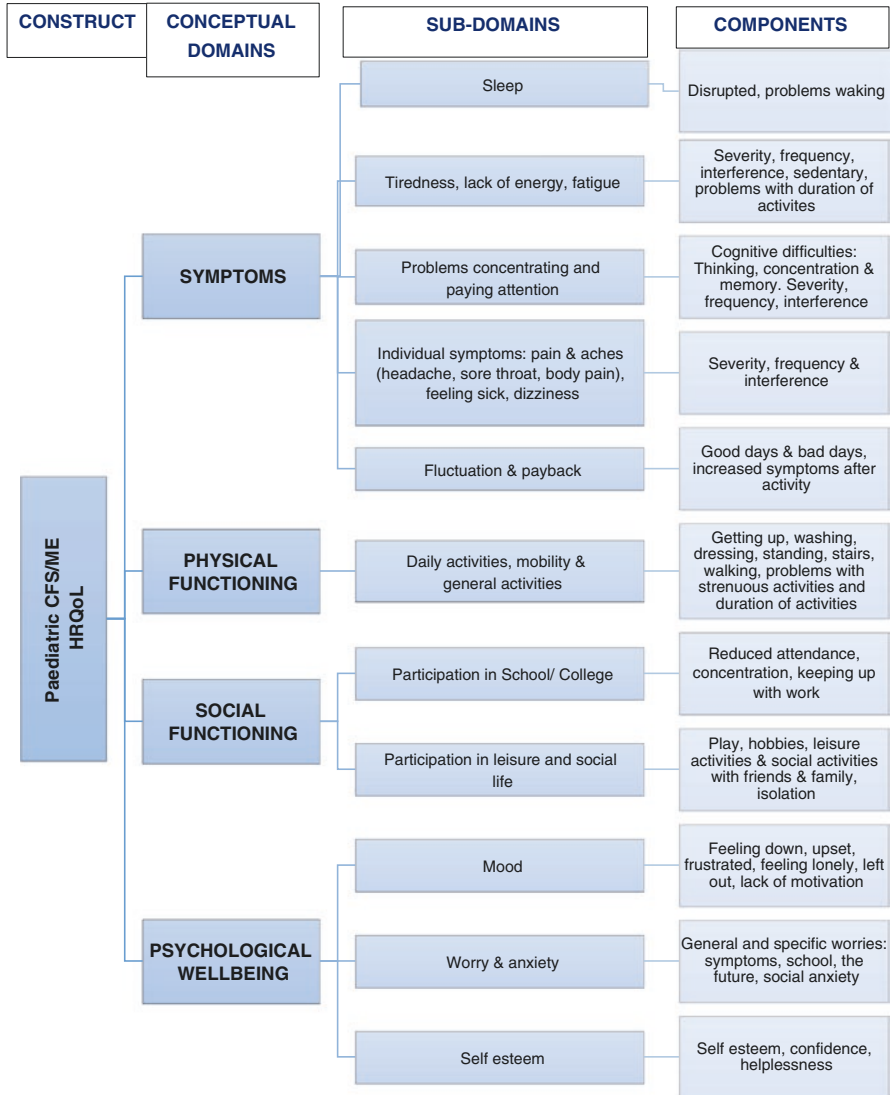 CONSTRUCT
CONCEPTUAL
DOMAINS
SUB-DOMAINS
COMPONENTS
Paediatric CFS/ME
HRQoL
SYMPTOMS
Sleep
Disrupted, problems waking
Tiredness, lack of energy, fatigue
Severity, frequency,
interference, sedentary,
problems with duration of
activites
Problems concentrating and
paying attention
Cognitive difficulties:
Thinking, concentration &
memory. Severity,
frequency, interference
Individual symptoms: pain & aches
(headache, sore throat, body pain),
feeling sick, dizziness
Severity, frequency &
interference
Fluctuation & payback
Good days & bad days,
increased symptoms after
activity
PHYSICAL
FUNCTIONING
Daily activities, mobility &
general activities
Getting up, washing,
dressing, standing, stairs,
walking, problems with
strenuous activities and
duration of activities
SOCIAL
FUNCTIONING
Participation in School/ College
Reduced attendance,
concentration, keeping up
with work
Participation in leisure and social
life
Play, hobbies, leisure
activities & social activities
with friends & family,
isolation
PSYCHOLOGICAL
WELLBEING
Mood
Feeling down, upset,
frustrated, feeling lonely, left
out, lack of motivation
Worry & anxiety
General and specific worries:
symptoms, school, the
future, social anxiety
Self esteem
Self esteem, confidence,
helplessness